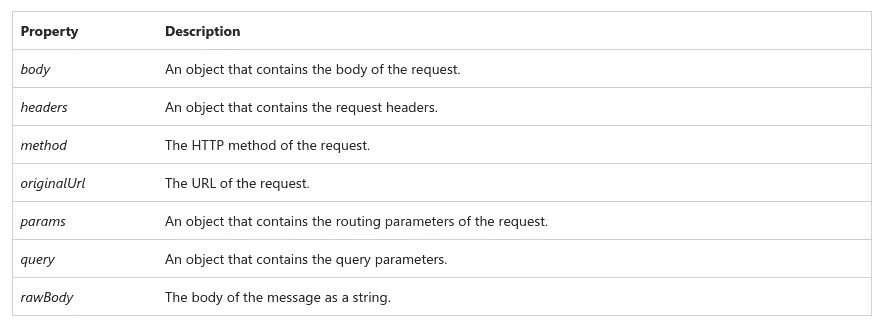 Property Description
body An object that contains the body of the request.
headers An object that contains the request headers.
method The HTTP method of the request.
originalUrl The URL of the request.
params An object that contains the routing parameters of the request.
query An object that contains the query parameters.
rawBody The body of the message as a string.